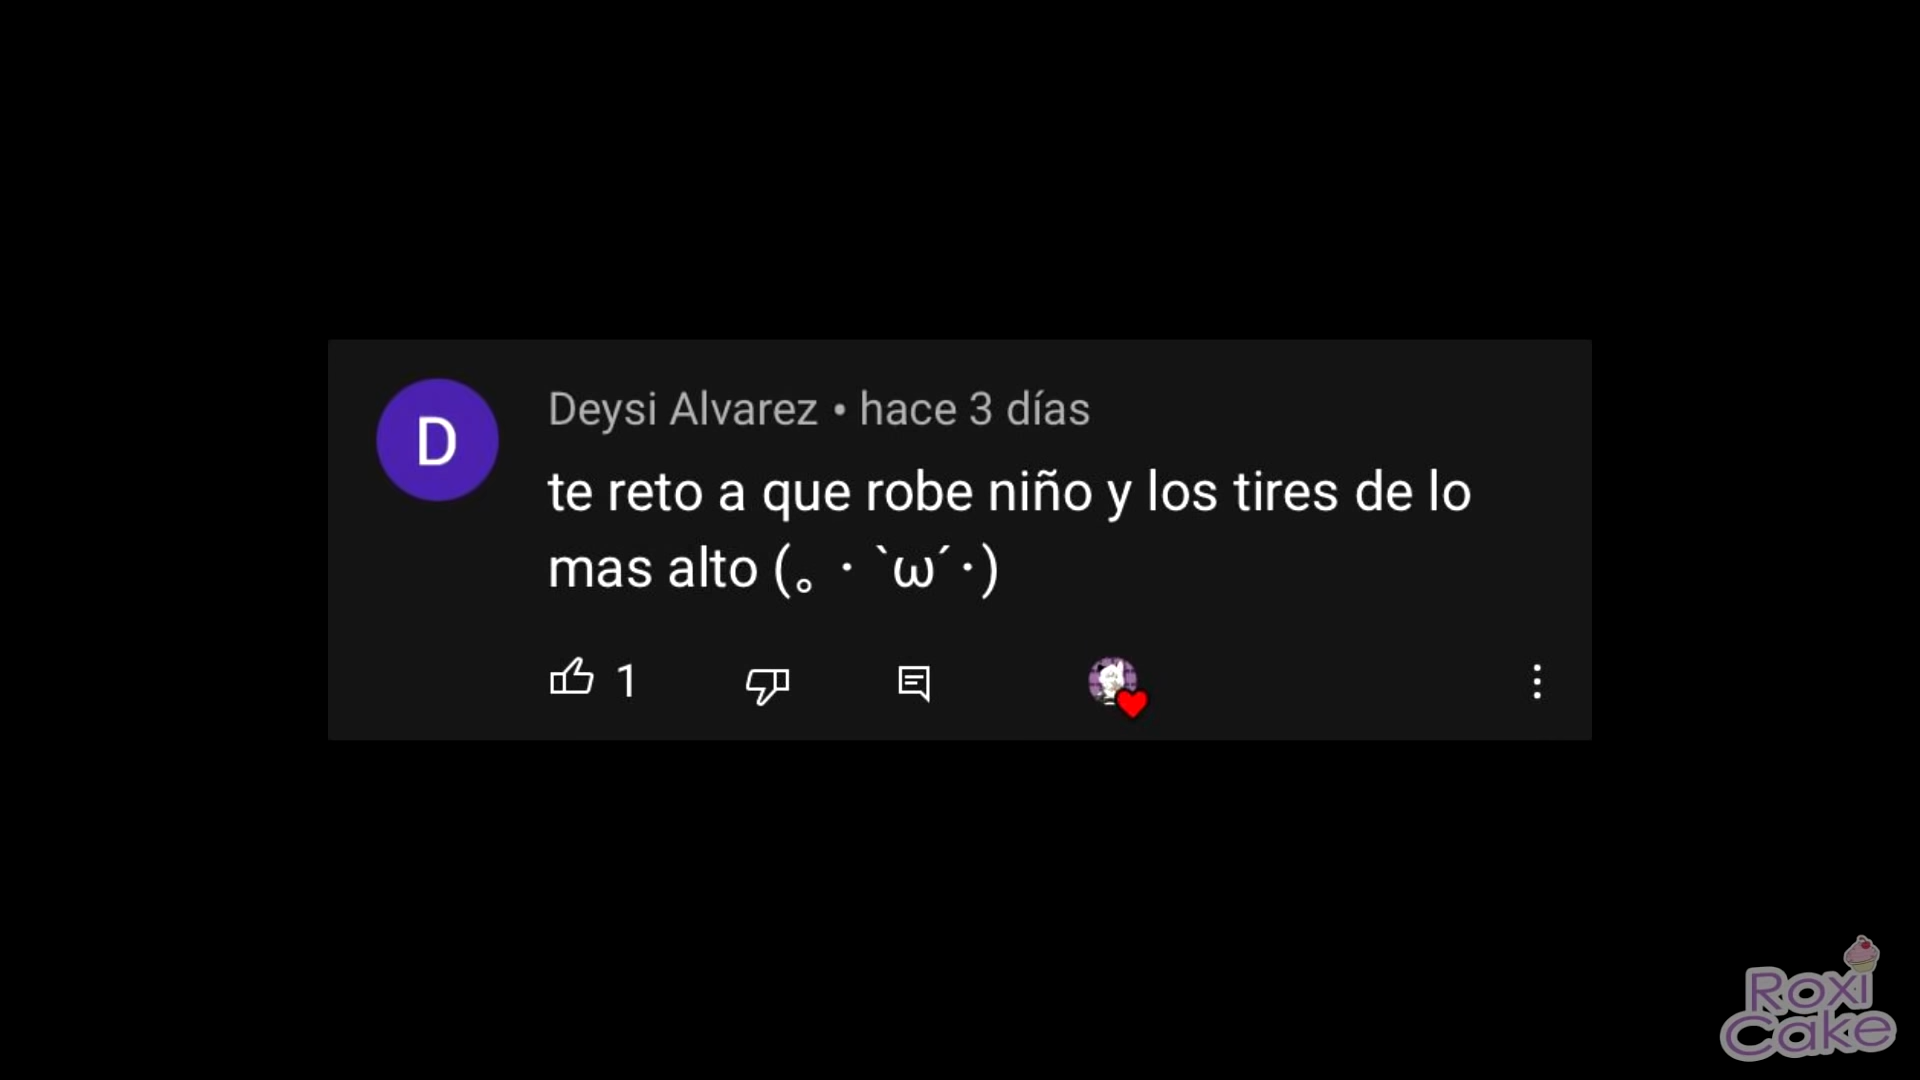 D
Deysi Alvarez • hace 3 días
te reto a que robe niño y los tires de lo
mas alto (｡ · `ω´ ·)
1
Roxi
Cake